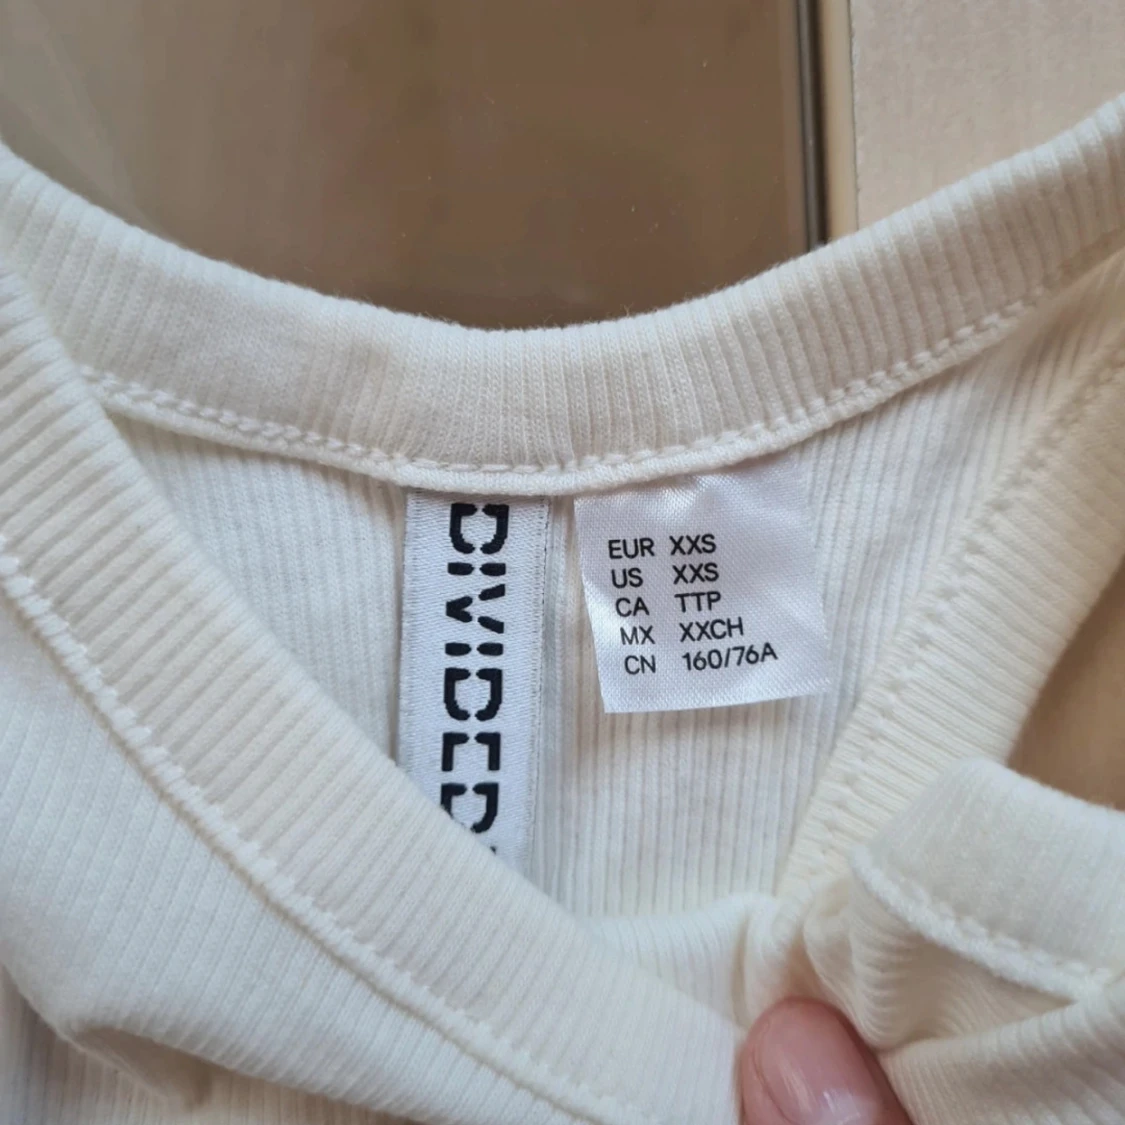 DIVIDED
EUR XXS
US XXS
CA TTP
MX XXCH
CN 160/76A